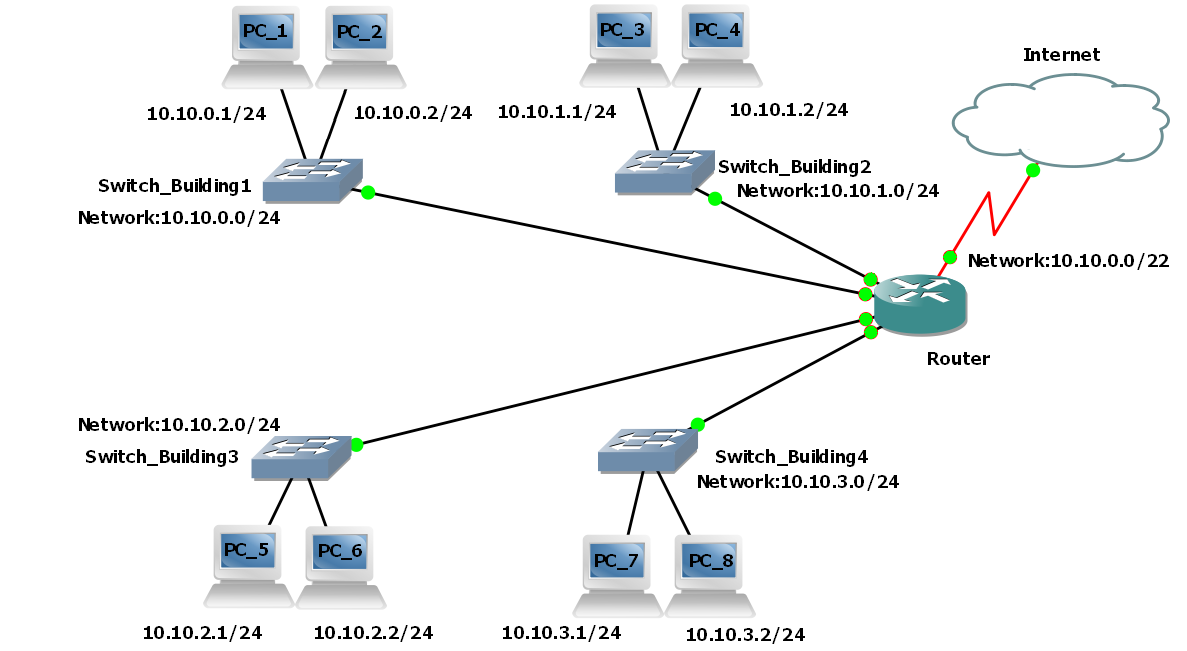 PC_1
PC_2
10.10.0.1/24
10.10.0.2/24
Switch_Building1
Network:10.10.0.0/24
PC_3
PC_4
10.10.1.1/24
10.10.1.2/24
Switch_Building2
Network:10.10.1.0/24
Internet
Network:10.10.0.0/22
Router
Network:10.10.2.0/24
Switch_Building3
PC_5
PC_6
10.10.2.1/24
10.10.2.2/24
Switch_Building4
Network:10.10.3.0/24
PC_7
PC_8
10.10.3.1/24
10.10.3.2/24